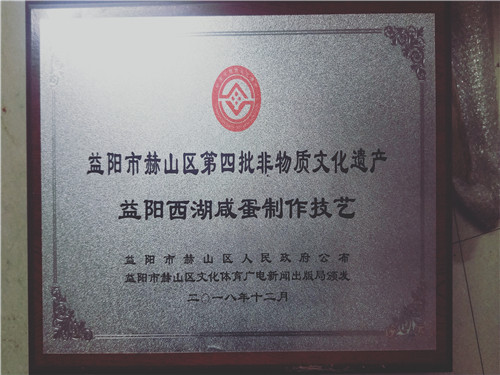 益阳市赫山区第四批非物质文化遗产
益阳西湖咸蛋制作技艺
益阳市赫山区人民政府公布
益阳市赫山区文化体育广电新闻出版局颁发
二〇一八年十二月